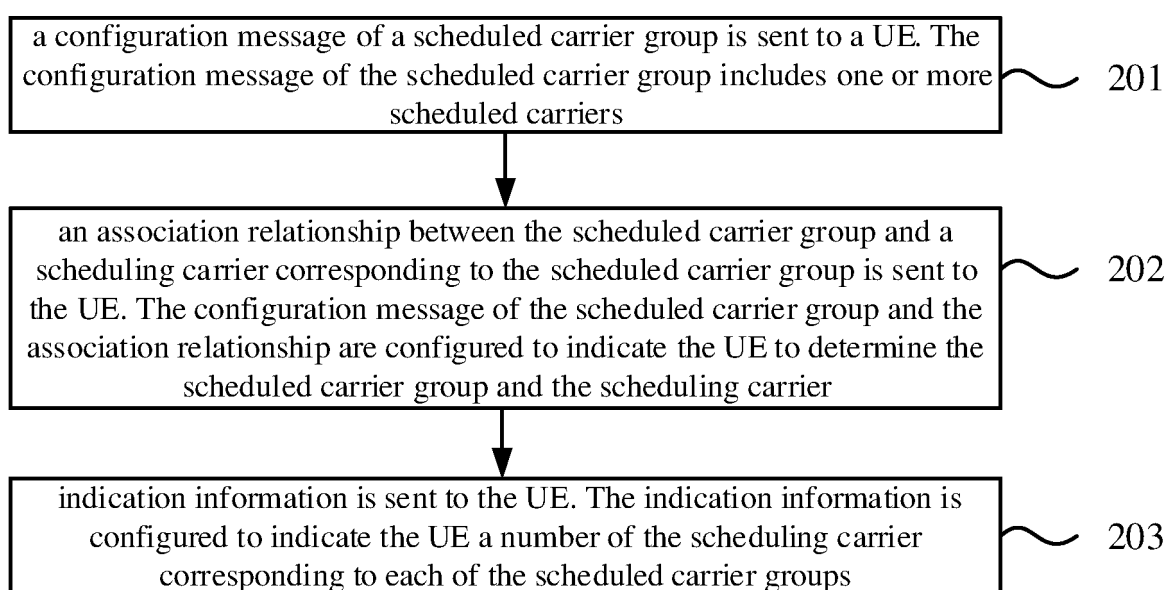 a configuration message of a scheduled carrier group is sent to a UE. The
configuration message of the scheduled carrier group includes one or more
scheduled carriers
201
an association relationship between the scheduled carrier group and a
scheduling carrier corresponding to the scheduled carrier group is sent to
the UE. The configuration message of the scheduled carrier group and the
association relationship are configured to indicate the UE to determine the
scheduled carrier group and the scheduling carrier
202
indication information is sent to the UE. The indication information is
configured to indicate the UE a number of the scheduling carrier
corresponding to each of the scheduled carrier groups
203